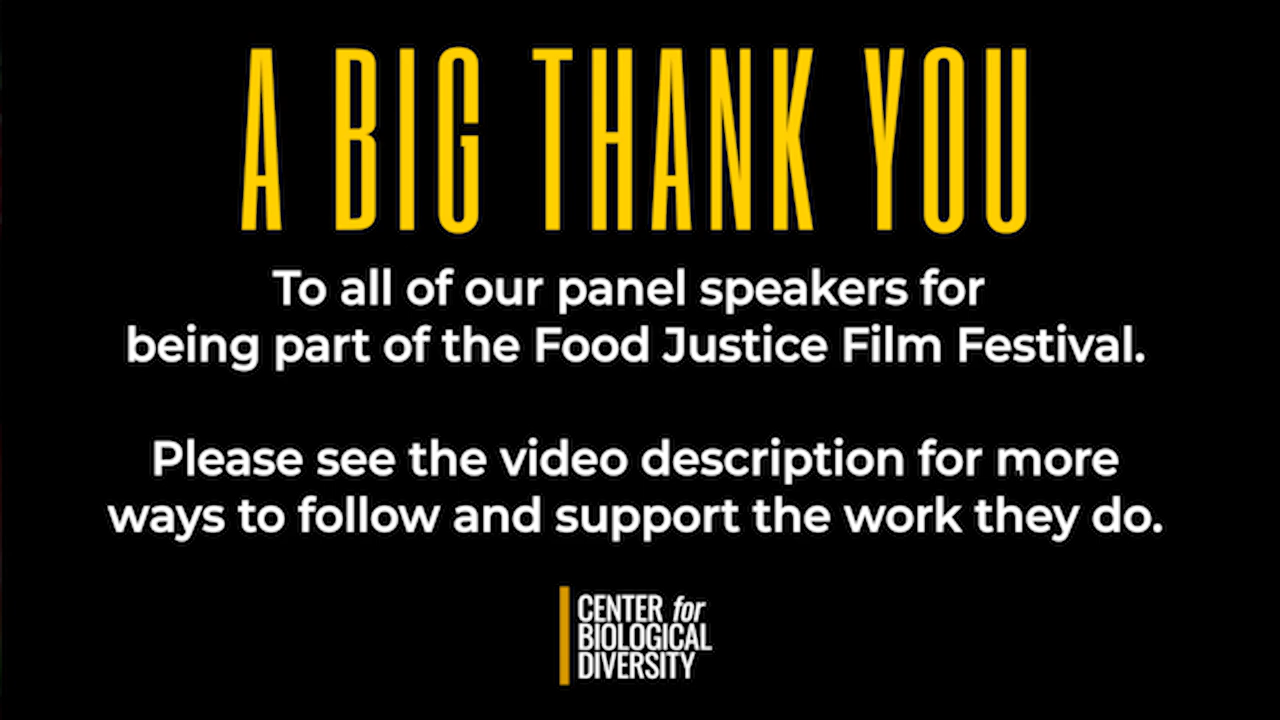 A BIG THANK YOU
To all of our panel speakers for
being part of the Food Justice Film Festival.
Please see the video description for more
ways to follow and support the work they do.
CENTER for
BIOLOGICAL
DIVERSITY